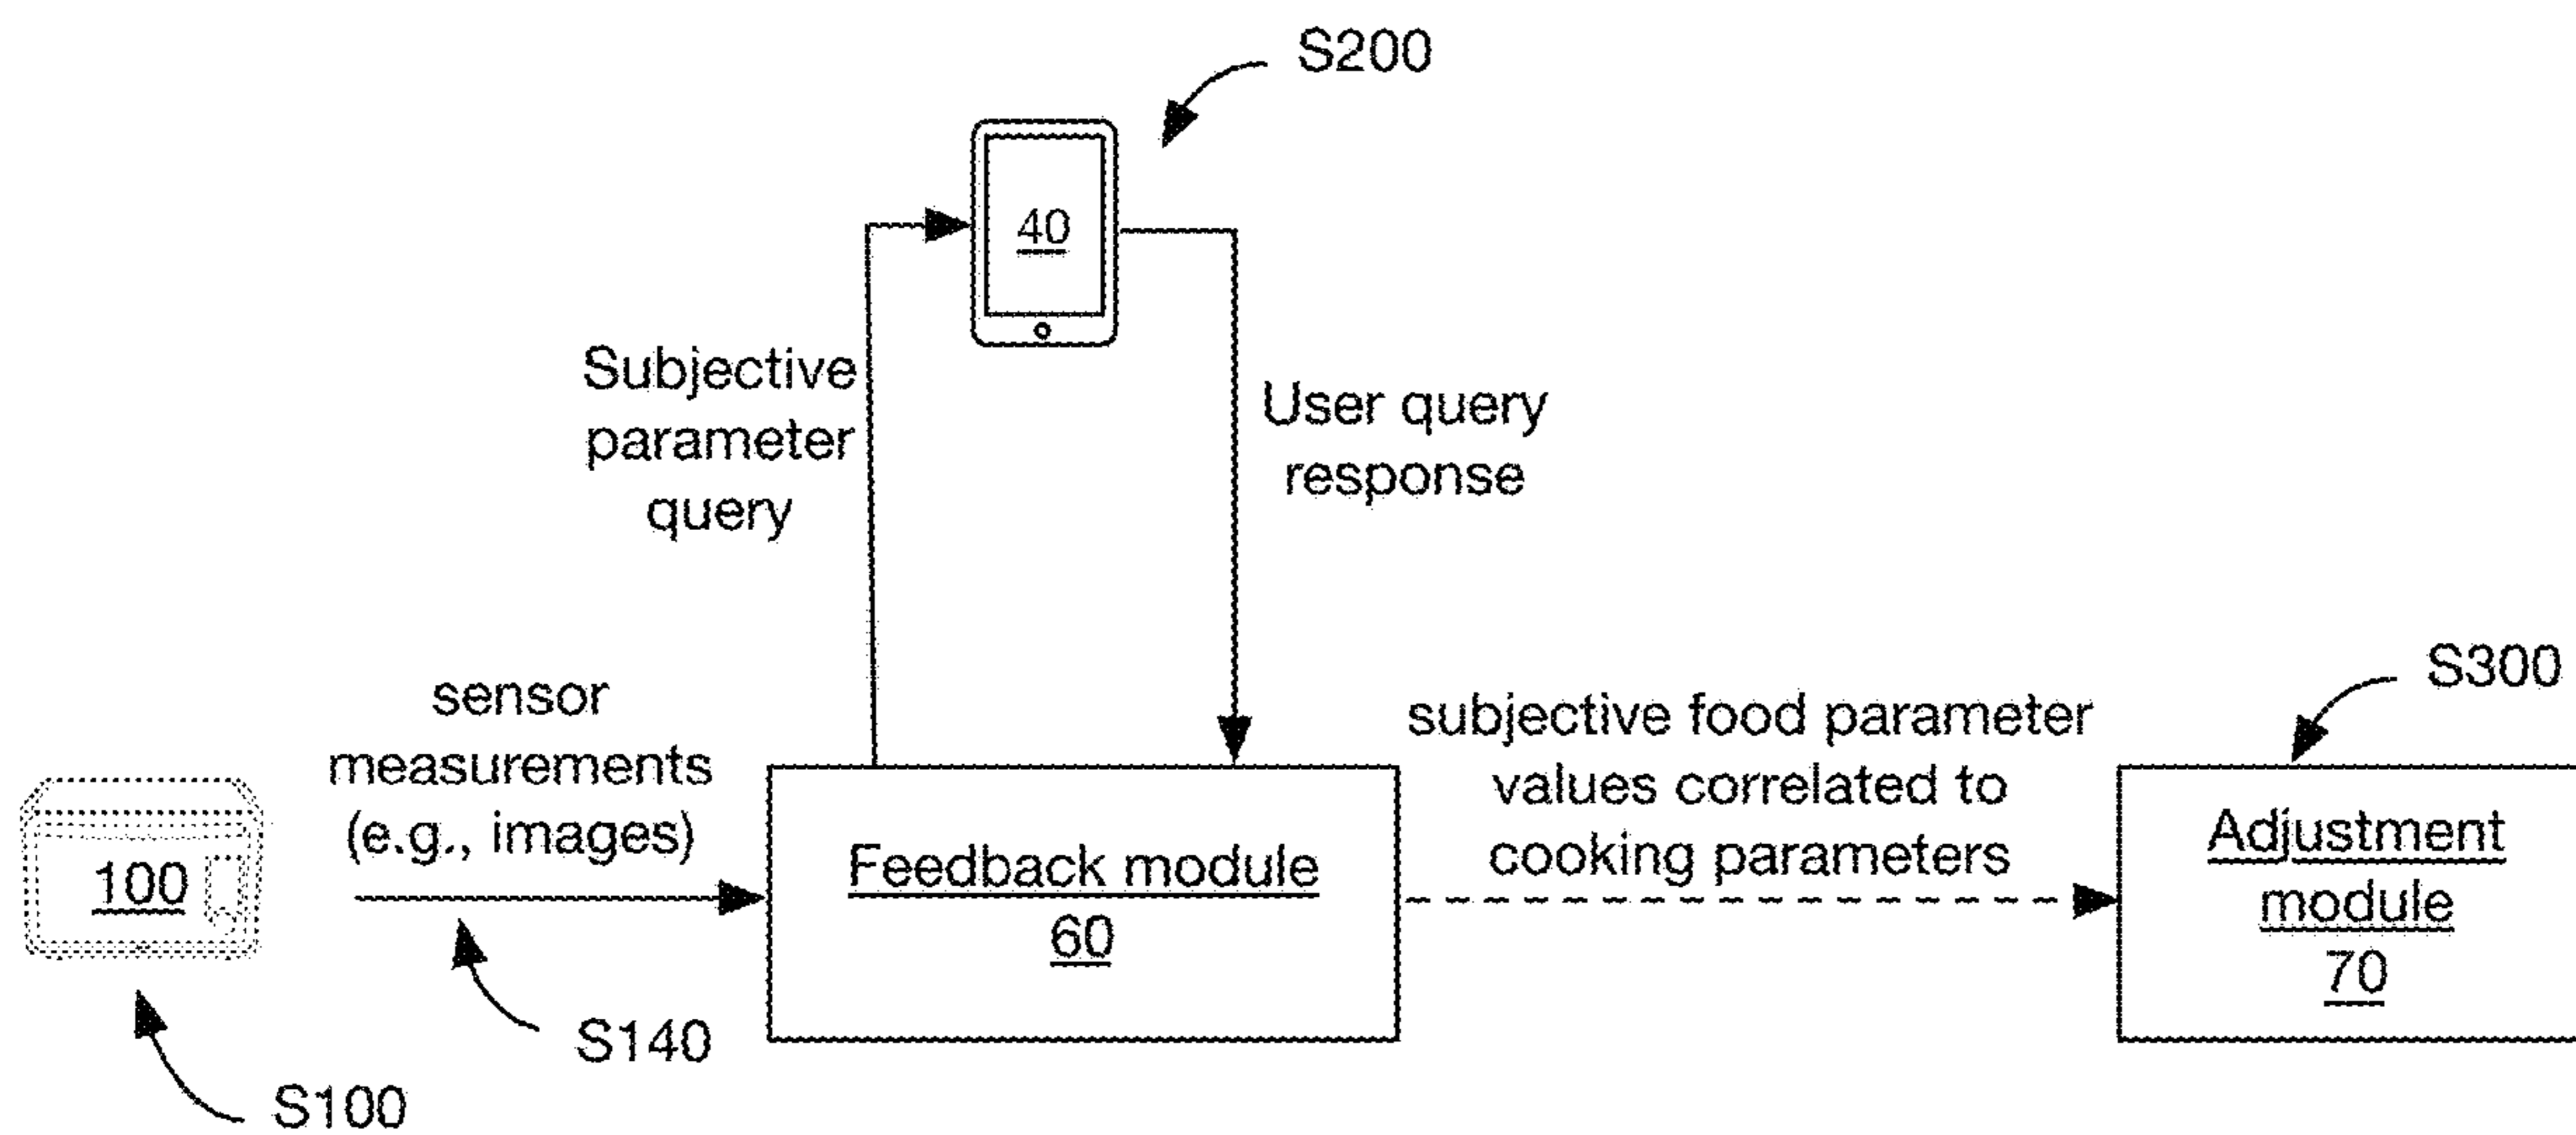 S200
40
Subjective
parameter
query
User query
response
sensor
measurements
(e.g., images)
100
S140
S100
Feedback module
60
subjective food parameter
values correlated to
cooking parameters
S300
Adjustment
module
70